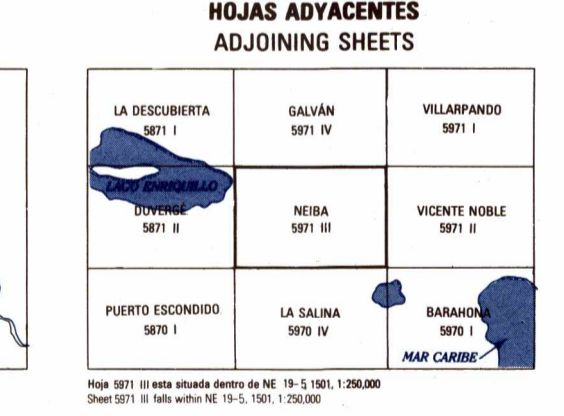 HOJAS ADYACENTES
ADJOINING SHEETS
LA DESCUBIERTA
5871 I
GALVÁN
5971 IV
VILLARPANDO
5971 I
LAGO ENRIQUILLO
DUVERGÉ
5871 II
NEIBA
5971 III
VICENTE NOBLE
5971 II
PUERTO ESCONDIDO
5870 I
LA SALINA
5970 IV
BARAHONA
5970 I
MAR CARIBE
Hoja 5971 III esta situada dentro de NE 19-5, 1501, 1:250,000
Sheet 5971 III falls within NE 19-5, 1501, 1:250,000